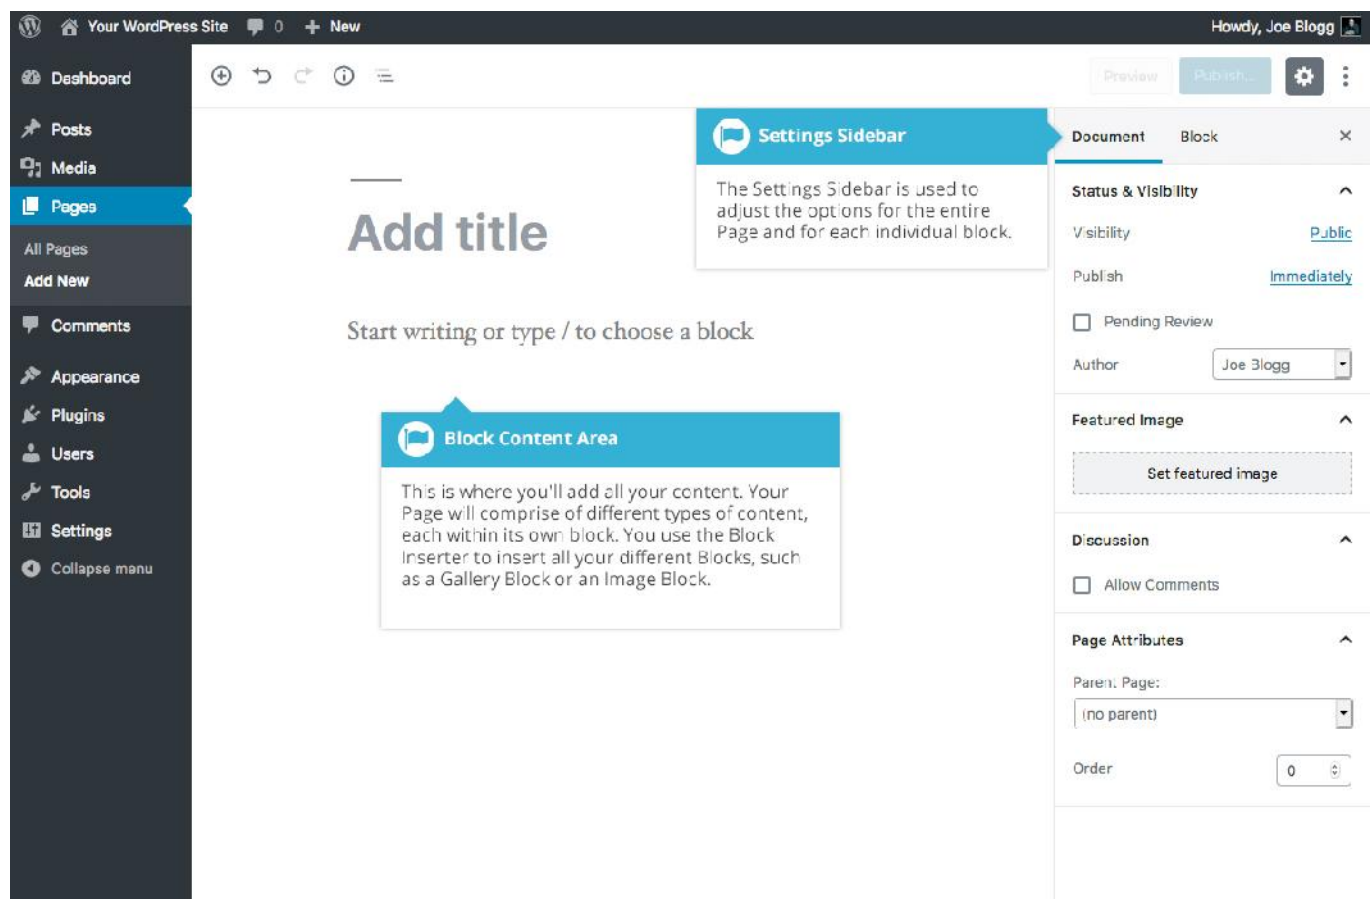 Your WordPress Site 0 New Howdy, Joe Blogg
Dashboard
Posts
Media
Pages
All Pages
Add New
Comments
Appearance
Plugins
Users
Tools
Settings
Collapse menu
Preview Publish...
Settings Sidebar
The Settings Sidebar is used to
adjust the options for the entire
Page and for each individual block.
Add title
Start writing or type / to choose a block
Block Content Area
This is where you'll add all your content. Your
Page will comprise of different types of content,
each within its own block. You use the Block
Inserter to insert all your different Blocks, such
as a Gallery Block or an Image Block.
Document Block
Status & Visibility
Visibility Public
Publish Immediately
Pending Review
Author Joe Blogg
Featured Image
Set featured image
Discussion
Allow Comments
Page Attributes
Parent Page:
(no parent)
Order 0